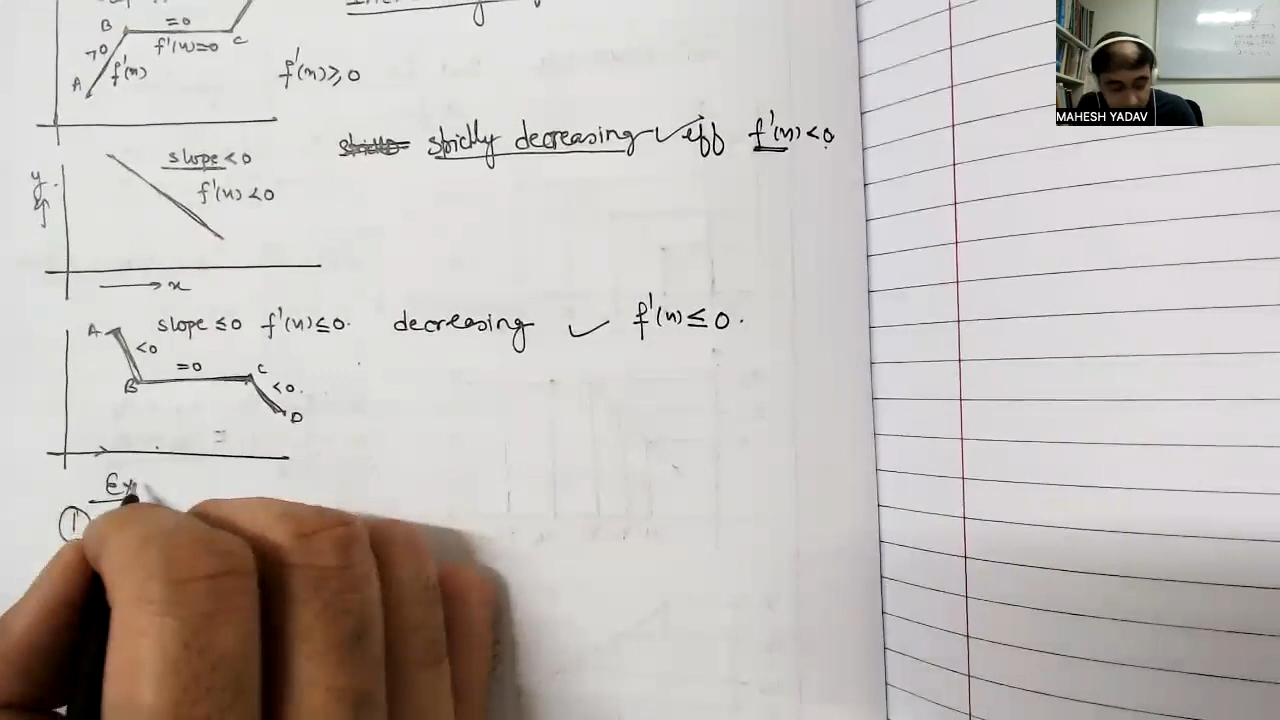 B =0
f'(x)=0 C
>0
A f'(x)
f'(x)≥0
strictly decreasing ✓ iff f'(x)<0
slope <0
f'(x) <0
y
→ x
A slope ≤0 f'(x)≤0. decreasing ✓ f'(x)≤0.
<0
=0 C
B <0.
D
=
Ex
①
MAHESH YADAV